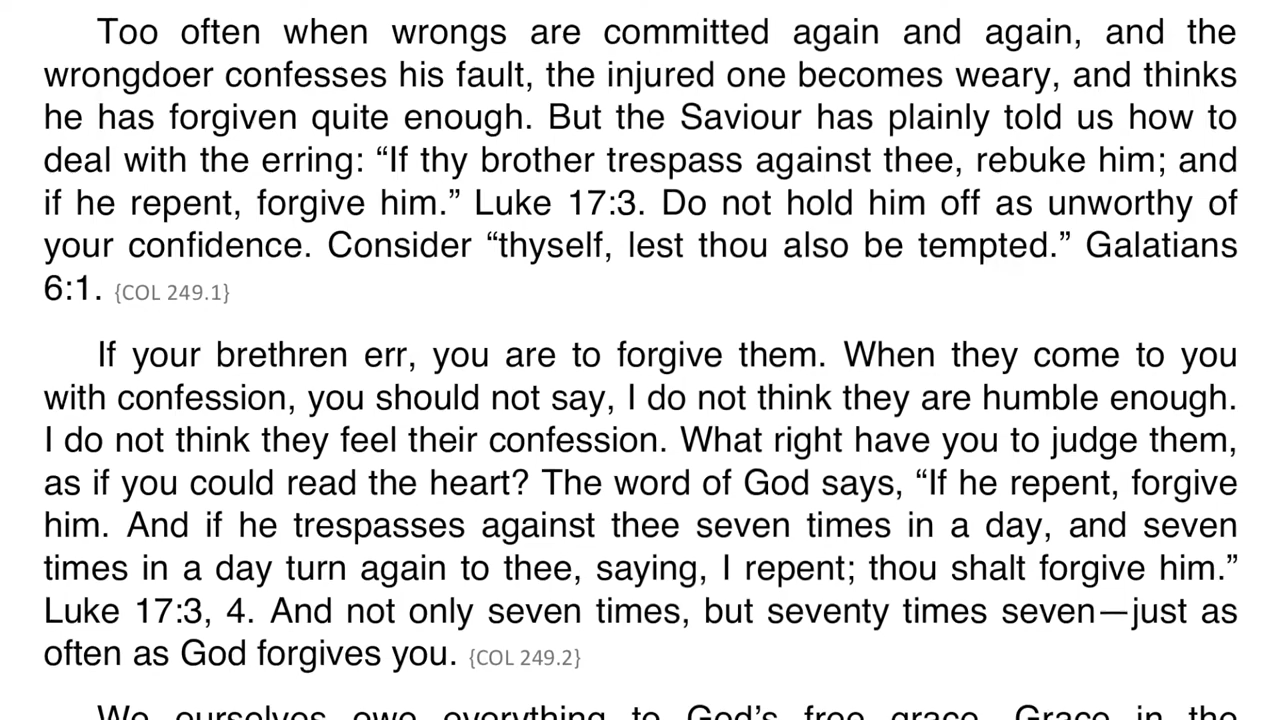 Too often when wrongs are committed again and again, and the
wrongdoer confesses his fault, the injured one becomes weary, and thinks
he has forgiven quite enough. But the Saviour has plainly told us how to
deal with the erring: “If thy brother trespass against thee, rebuke him; and
if he repent, forgive him.” Luke 17:3. Do not hold him off as unworthy of
your confidence. Consider “thyself, lest thou also be tempted.” Galatians
6:1. {COL 249.1}
If your brethren err, you are to forgive them. When they come to you
with confession, you should not say, I do not think they are humble enough.
I do not think they feel their confession. What right have you to judge them,
as if you could read the heart? The word of God says, “If he repent, forgive
him. And if he trespasses against thee seven times in a day, and seven
times in a day turn again to thee, saying, I repent; thou shalt forgive him.”
Luke 17:3, 4. And not only seven times, but seventy times seven—just as
often as God forgives you. {COL 249.2}
We ourselves owe everything to God’s free grace. Grace in the